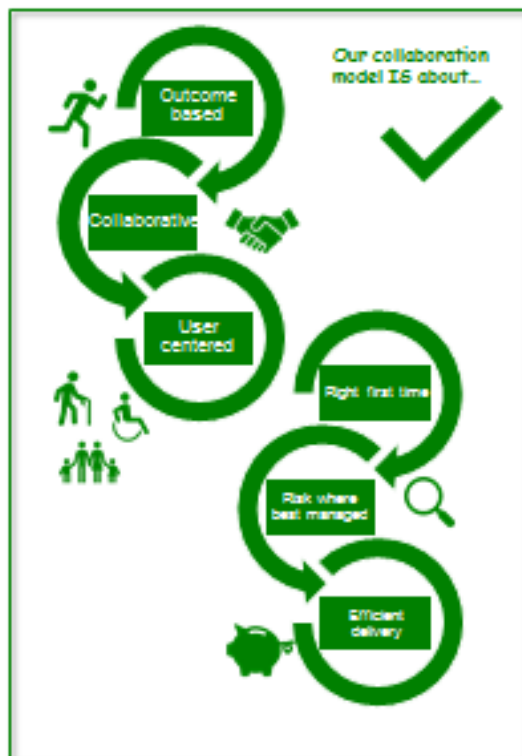 Our collaboration
model IS about...
Outcome
based
Collaborative
User
centered
Right first time
Risk where
best managed
Efficient
delivery